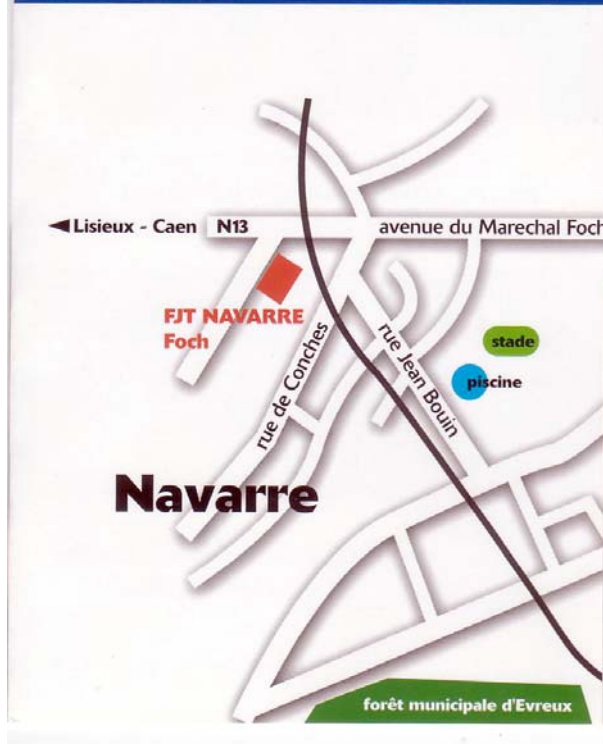 ◄Lisieux - Caen N13 avenue du Marechal Foch
FJT NAVARRE
Foch
rue de Conches
rue Jean Bouin
stade
piscine
Navarre
forêt municipale d'Evreux